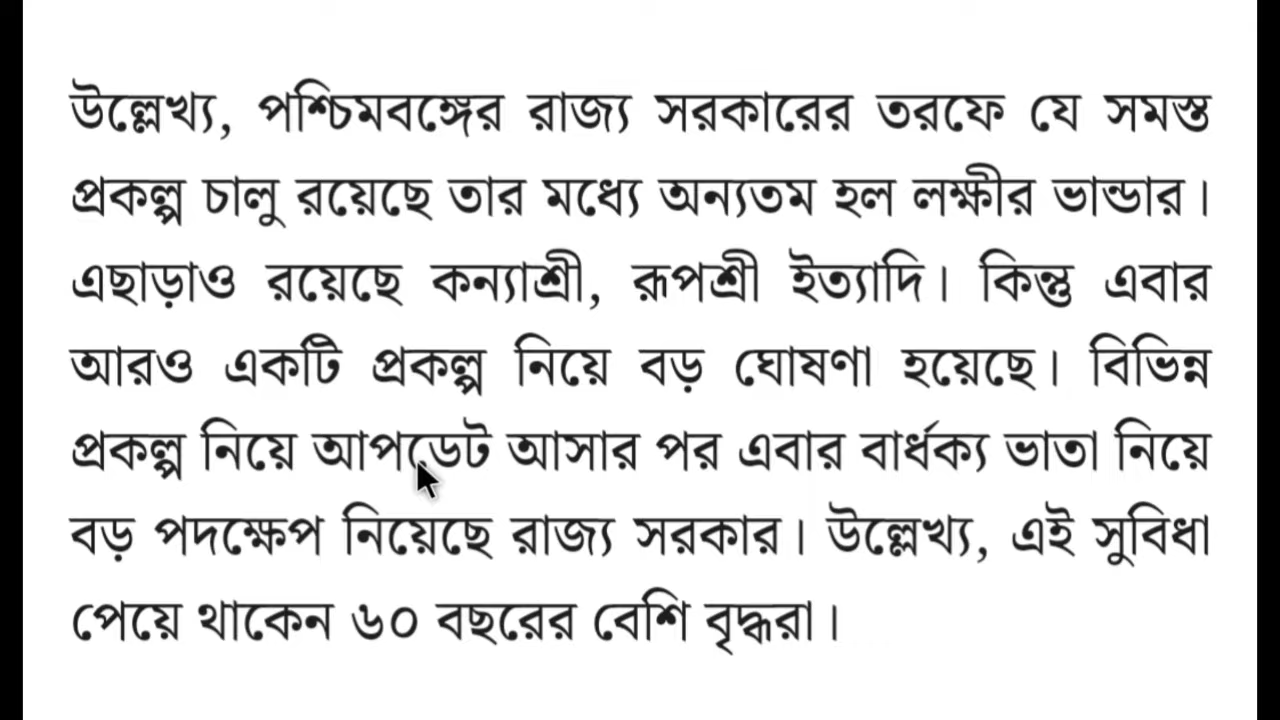 উল্লেখ্য, পশ্চিমবঙ্গের রাজ্য সরকারের তরফে যে সমস্ত
প্রকল্প চালু রয়েছে তার মধ্যে অন্যতম হল লক্ষীর ভান্ডার।
এছাড়াও রয়েছে কন্যাশ্রী, রূপশ্রী ইত্যাদি। কিন্তু এবার
আরও একটি প্রকল্প নিয়ে বড় ঘোষণা হয়েছে। বিভিন্ন
প্রকল্প নিয়ে আপডেট আসার পর এবার বার্ধক্য ভাতা নিয়ে
বড় পদক্ষেপ নিয়েছে রাজ্য সরকার। উল্লেখ্য, এই সুবিধা
পেয়ে থাকেন ৬০ বছরের বেশি বৃদ্ধরা।